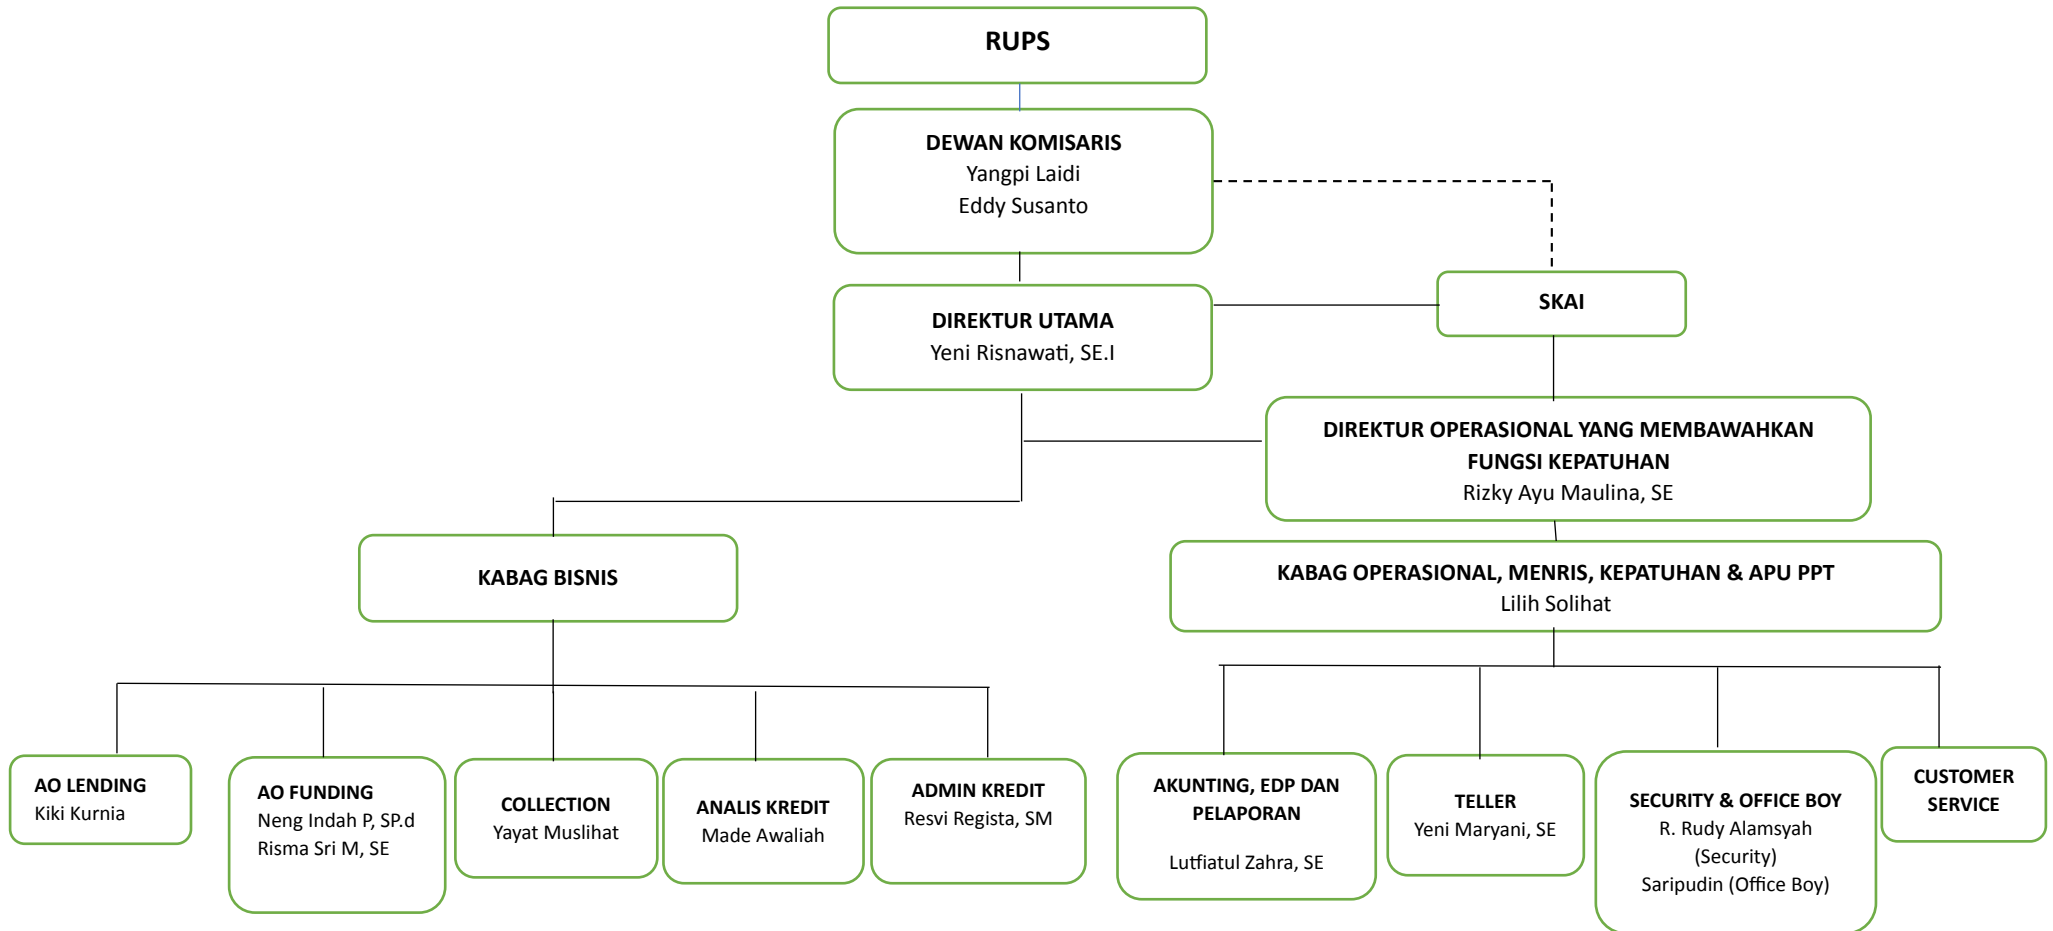 RUPS
DEWAN KOMISARIS
Yangpi Laidi
Eddy Susanto
DIREKTUR UTAMA
Yeni Risnawati, SE.I
SKAI
DIREKTUR OPERASIONAL YANG MEMBAWAHKAN
FUNGSI KEPATUHAN
Rizky Ayu Maulina, SE
KABAG BISNIS
KABAG OPERASIONAL, MENRIS, KEPATUHAN & APU PPT
Lilih Solihat
AO LENDING
Kiki Kurnia
AO FUNDING
Neng Indah P, SP.d
Risma Sri M, SE
COLLECTION
Yayat Muslihat
ANALIS KREDIT
Made Awaliah
ADMIN KREDIT
Resvi Regista, SM
AKUNTING, EDP DAN
PELAPORAN
Lutfiatul Zahra, SE
TELLER
Yeni Maryani, SE
SECURITY & OFFICE BOY
R. Rudy Alamsyah
(Security)
Saripudin (Office Boy)
CUSTOMER
SERVICE